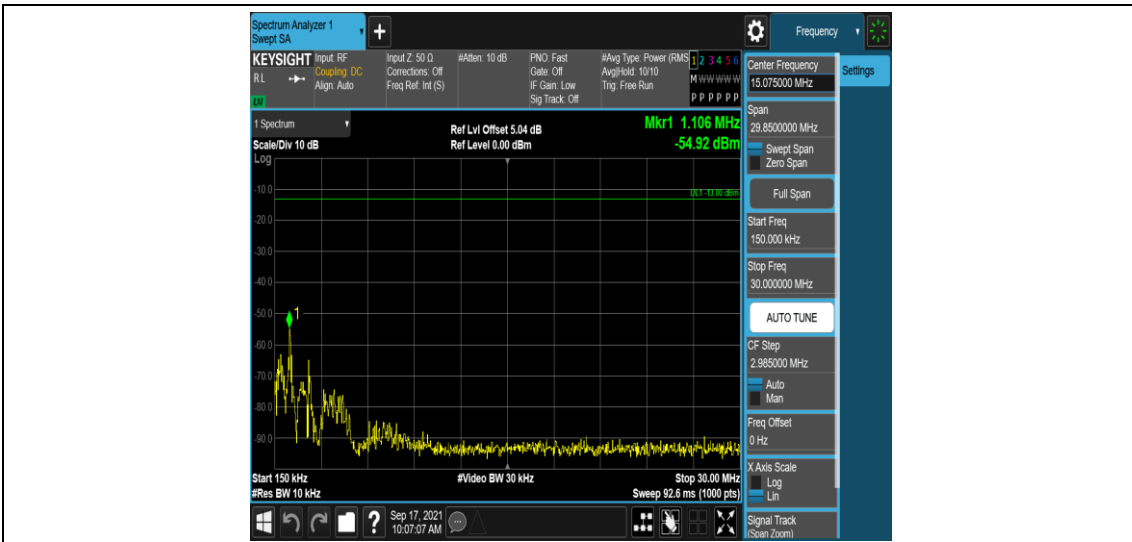 Spectrum Analyzer 1
Swept SA
+
Frequency
KEYSIGHT
RL
LXI
Input: RF
Coupling: DC
Align: Auto
Input Z: 50 Ω
Corrections: Off
Freq Ref: Int (S)
#Atten: 10 dB
PNO: Fast
Gate: Off
IF Gain: Low
Sig Track: Off
#Avg Type: Power (RMS
Avg|Hold: 10/10
Trig: Free Run
1 2 3 4 5 6
M W W W W W
P P P P P P
Center Frequency
15.075000 MHz
Settings
1 Spectrum
Scale/Div 10 dB
Ref Lvl Offset 5.04 dB
Ref Level 0.00 dBm
Mkr1 1.106 MHz
-54.92 dBm
Log
-10.0
DL1 -13.00 dBm
-20.0
-30.0
-40.0
-50.0
1
-60.0
-70.0
-80.0
-90.0
Start 150 kHz
#Res BW 10 kHz
#Video BW 30 kHz
Stop 30.00 MHz
Sweep 92.6 ms (1000 pts)
Span
29.8500000 MHz
Swept Span
Zero Span
Full Span
Start Freq
150.000 kHz
Stop Freq
30.000000 MHz
AUTO TUNE
CF Step
2.985000 MHz
Auto
Man
Freq Offset
0 Hz
X Axis Scale
Log
Lin
Signal Track
(Span Zoom)
?
Sep 17, 2021
10:07:07 AM